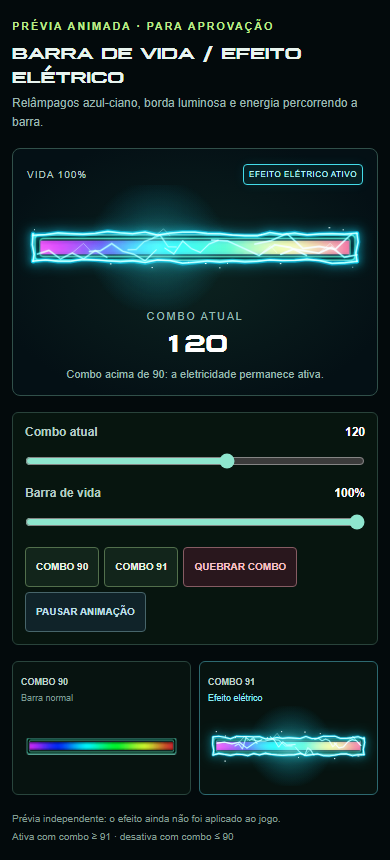 PRÉVIA ANIMADA · PARA APROVAÇÃO
BARRA DE VIDA / EFEITO
ELÉTRICO
Relâmpagos azul-ciano, borda luminosa e energia percorrendo a
barra.
VIDA 100%
EFEITO ELÉTRICO ATIVO
COMBO ATUAL
120
Combo acima de 90: a eletricidade permanece ativa.
Combo atual
120
Barra de vida
100%
COMBO 90
COMBO 91
QUEBRAR COMBO
PAUSAR ANIMAÇÃO
COMBO 90
Barra normal
COMBO 91
Efeito elétrico
Prévia independente: o efeito ainda não foi aplicado ao jogo.
Ativa com combo ≥ 91 · desativa com combo ≤ 90